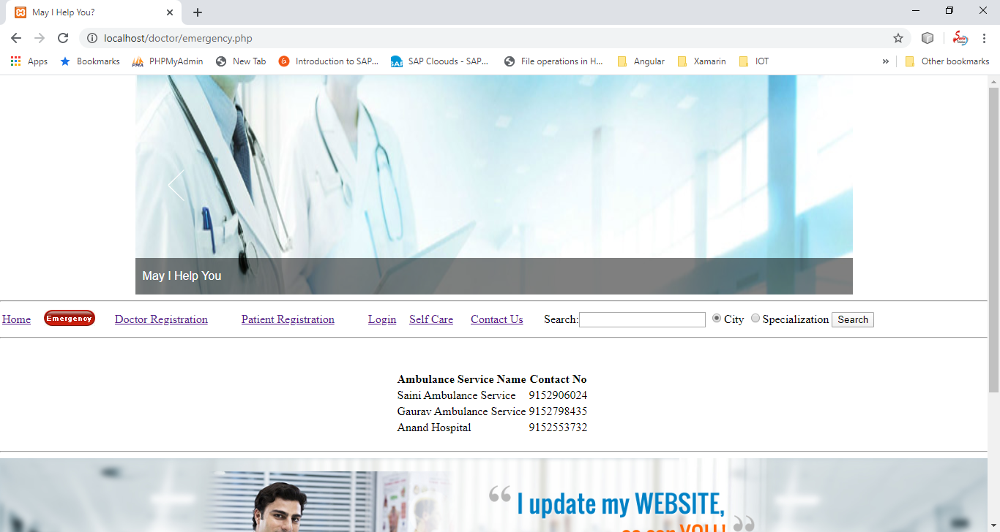 May I Help You?
localhost/doctor/emergency.php
Apps Bookmarks PHPMyAdmin New Tab Introduction to SAP... SAP Cloouds - SAP... File operations in H... Angular Xamarin IOT » Other bookmarks
May I Help You
Home Emergency Doctor Registration Patient Registration Login Self Care Contact Us Search: City Specialization Search
Ambulance Service Name Contact No
Saini Ambulance Service 9152906024
Gaurav Ambulance Service 9152798435
Anand Hospital 9152553732
“ I update my WEBSITE,
so can YOU! ”